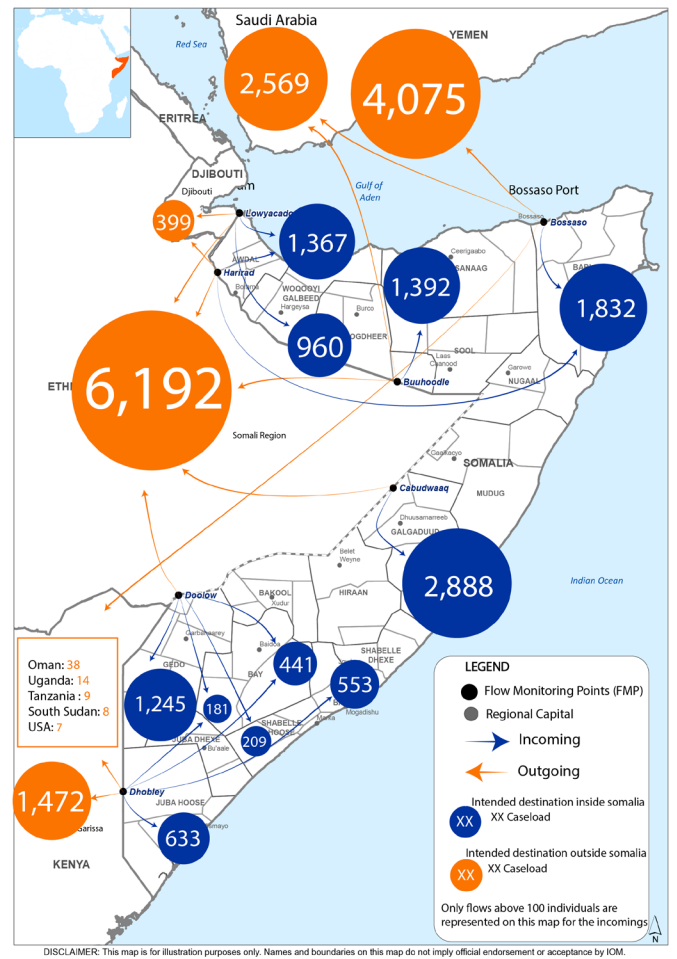 Saudi Arabia
YEMEN
Red Sea
2,569
4,075
ERITREA
DJIBOUTI
Djibouti
um
Gulf of
Aden
Bossaso Port
399
Lowyacado
Bossaso
Bossaso
1,367
Ceerigaabo
SANAAG
BARI
AWDAL
Harirad
Borama
WOQOOYI
GALBEED
Hargeysa
1,392
1,832
Burco
OGDHEER
960
SOOL
Laas
Caanood
Garowe
NUGAAL
Buuhoodle
ETHI
6,192
Somali Region
Gaalkacyo
SOMALIA
Cabudwaaq
MUDUG
Dhuusamarreeb
GALGADUUD
Belet
Weyne
2,888
Indian Ocean
Doolow
BAKOOL
Xudur
HIRAAN
Garbahaarey
Baidoa
SHABELLE
DHEXE
GEDO
BAY
441
553
Oman: 38
Uganda: 14
Tanzania : 9
South Sudan: 8
USA: 7
1,245
181
Mogadishu
Marka
SHABELLE
HOOSE
209
JUBA DHEXE
Bu'aale
Dhobley
1,472
JUBA HOOSE
Garissa
633
smayo
KENYA
LEGEND
Flow Monitoring Points (FMP)
Regional Capital
Incoming
Outgoing
Intended destination inside somalia
XX
XX Caseload
Intended destination outside somalia
XX
XX Caseload
Only flows above 100 individuals are
represented on this map for the incomings
N
DISCLAIMER: This map is for illustration purposes only. Names and boundaries on this map do not imply official endorsement or acceptance by IOM.